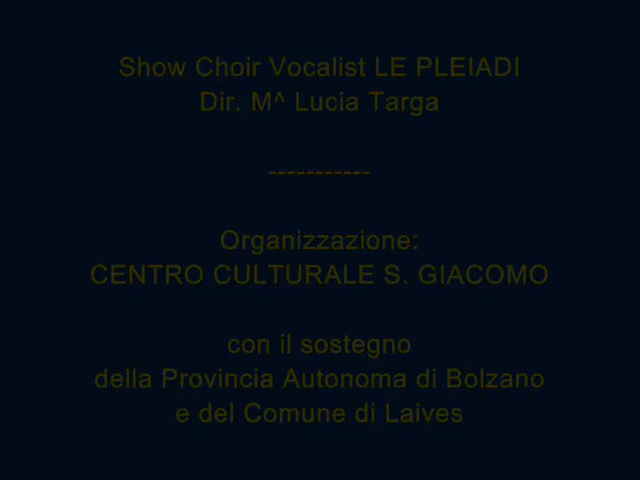 Show Choir Vocalist LE PLEIADI
Dir. M^ Lucia Targa
-----------
Organizzazione:
CENTRO CULTURALE S. GIACOMO
con il sostegno
della Provincia Autonoma di Bolzano
e del Comune di Laives